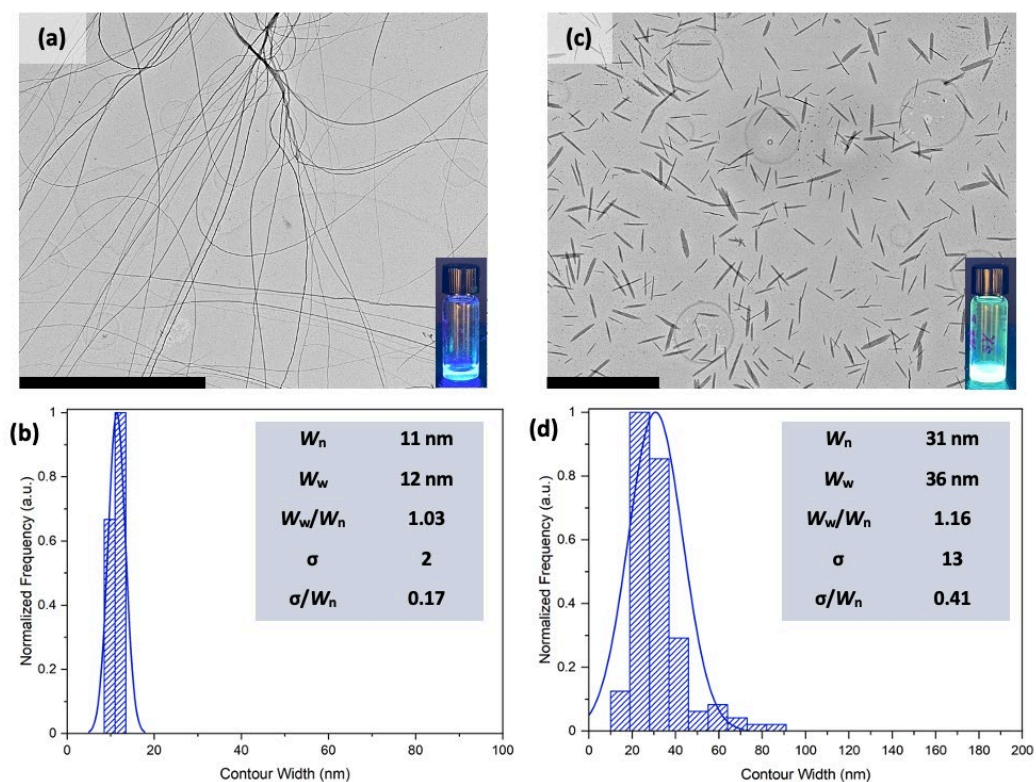 (a)
(c)
(b)
Normalized Frequency (a.u.)
1
0.8
0.6
0.4
0.2
0
0 20 40 60 80 100
Contour Width (nm)
Wn 11 nm
Ww 12 nm
Ww/Wn 1.03
σ 2
σ/Wn 0.17
(d)
Normalized Frequency (a.u.)
1
0.8
0.6
0.4
0.2
0
0 20 40 60 80 100 120 140 160 180 200
Contour Width (nm)
Wn 31 nm
Ww 36 nm
Ww/Wn 1.16
σ 13
σ/Wn 0.41